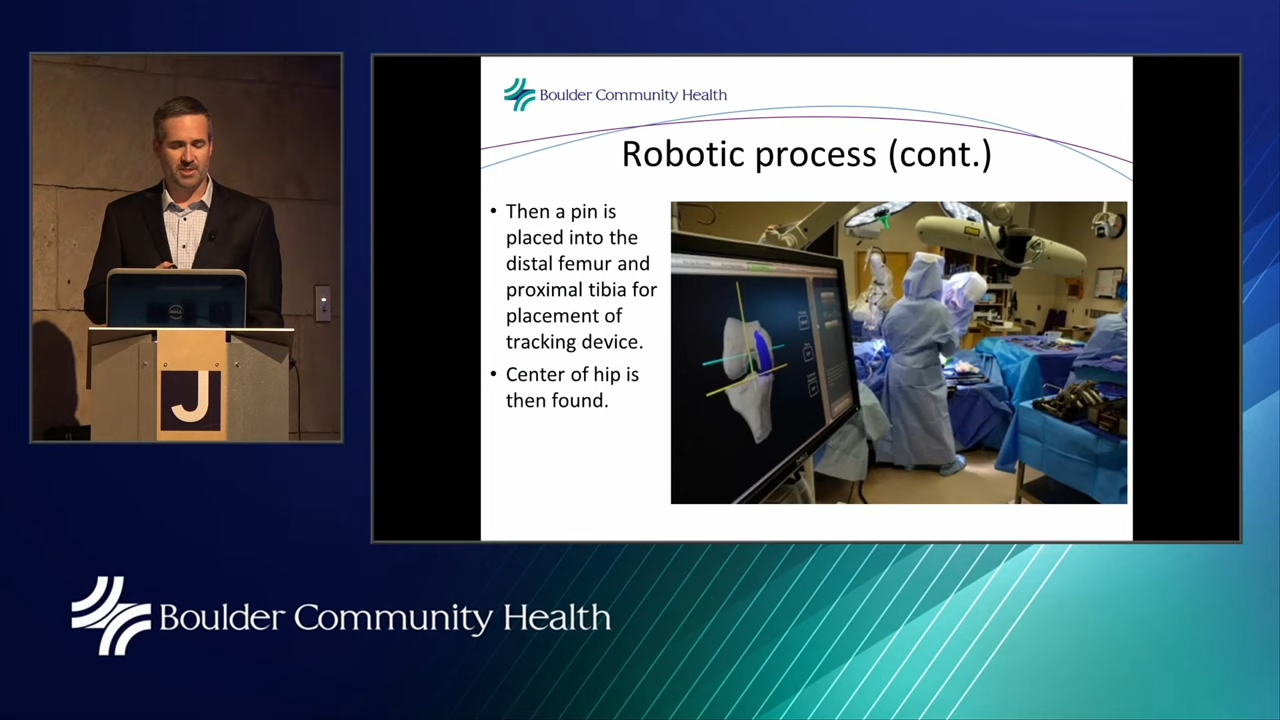 Boulder Community Health
Robotic process (cont.)
• Then a pin is
placed into the
distal femur and
proximal tibia for
placement of
tracking device.
• Center of hip is
then found.
DELL
J
Boulder Community Health